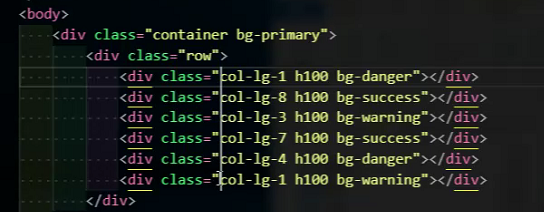 <body>
<div class="container bg-primary">
<div class="row">
<div class="col-lg-1 h100 bg-danger"></div>
<div class="col-lg-8 h100 bg-success"></div>
<div class="col-lg-3 h100 bg-warning"></div>
<div class="col-lg-7 h100 bg-success"></div>
<div class="col-lg-4 h100 bg-danger"></div>
<div class="col-lg-1 h100 bg-warning"></div>
</div>